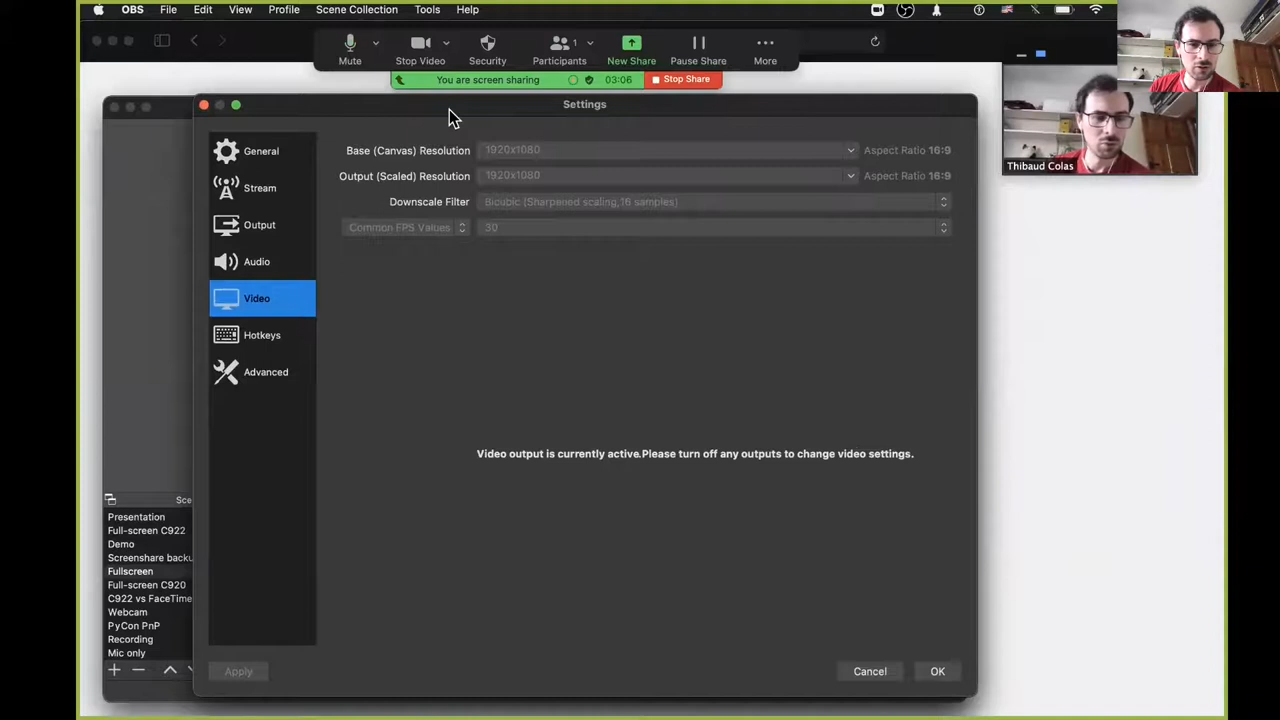 OBS File Edit View Profile Scene Collection Tools Help
Mute Stop Video Security Participants 1 New Share Pause Share More
You are screen sharing 03:06 Stop Share
Settings
General
Stream
Output
Audio
Video
Hotkeys
Advanced
Base (Canvas) Resolution 1920x1080 Aspect Ratio 16:9
Output (Scaled) Resolution 1920x1080 Aspect Ratio 16:9
Downscale Filter Bicubic (Sharpened scaling,16 samples)
Common FPS Values 30
Video output is currently active.Please turn off any outputs to change video settings.
Thibaud Colas
Sce
Presentation
Full-screen C922
Demo
Screenshare backu
Fullscreen
Full-screen C920
C922 vs FaceTime
Webcam
PyCon PnP
Recording
Mic only
Apply Cancel OK